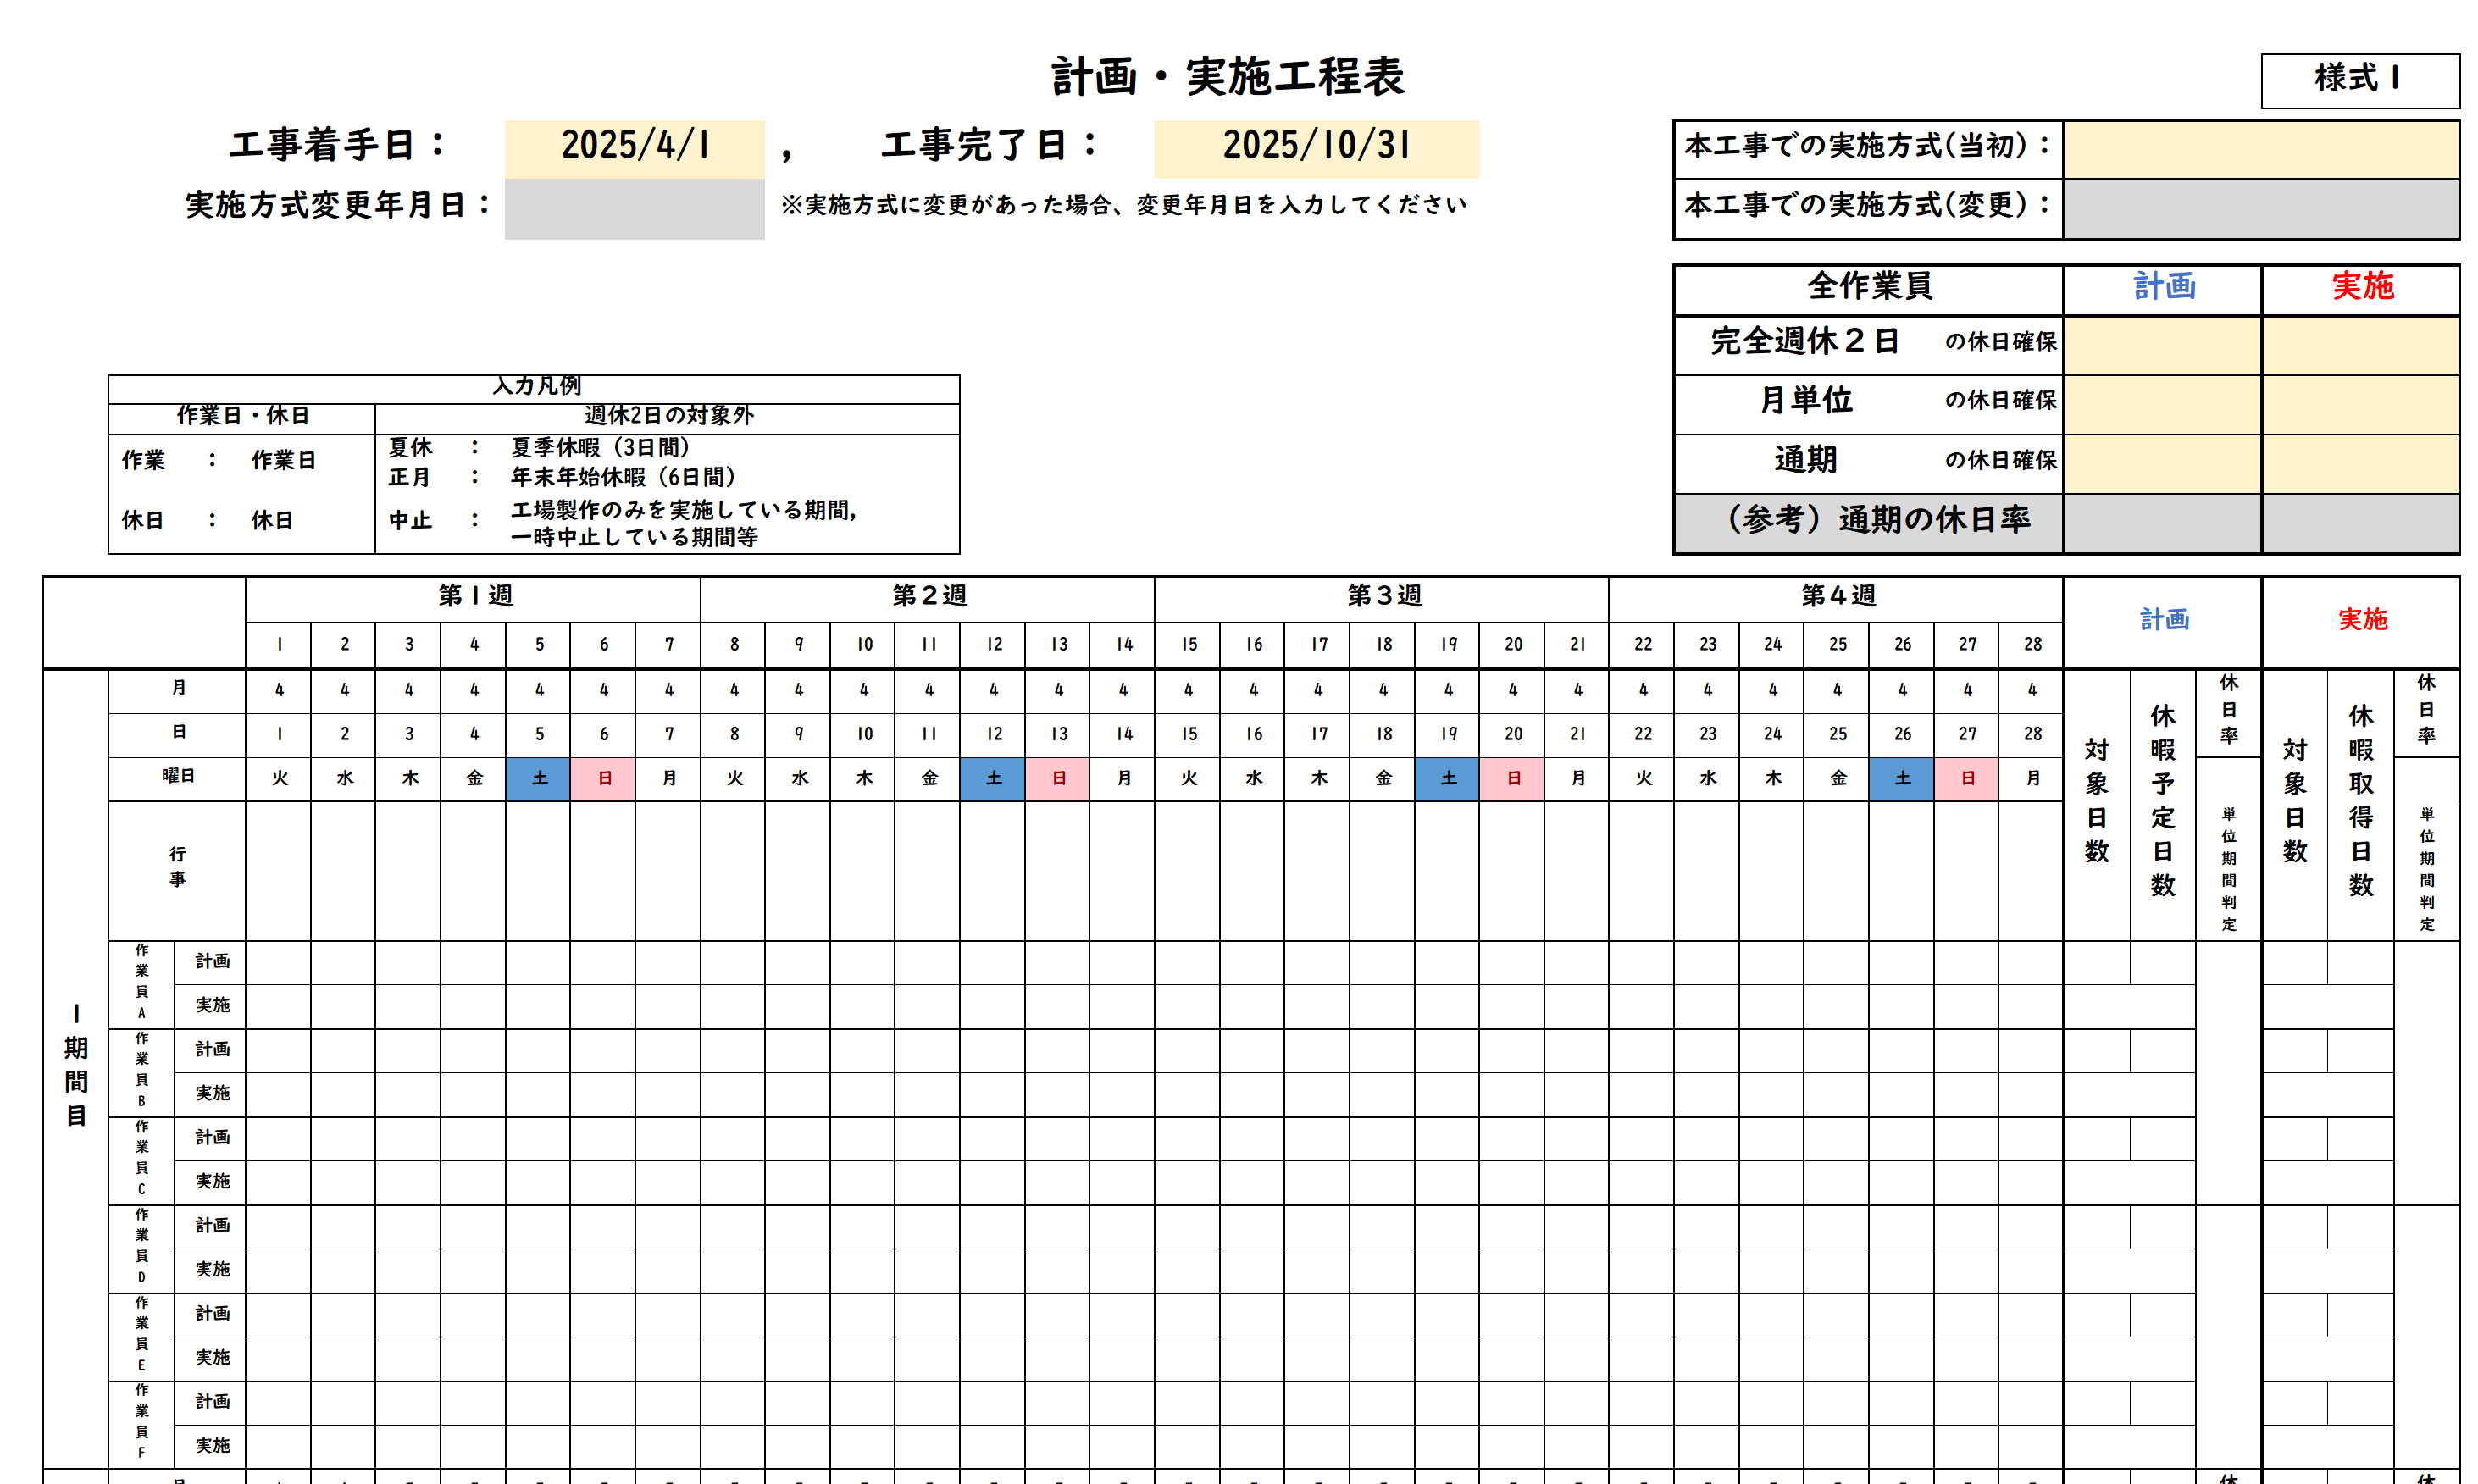 計画・実施工程表
様式1
工事着手日： 2025/4/1 ， 工事完了日： 2025/10/31
実施方式変更年月日： ※実施方式に変更があった場合、変更年月日を入力してください
本工事での実施方式(当初)：
本工事での実施方式(変更)：
全作業員 計画 実施
完全週休２日 の休日確保
月単位 の休日確保
通期 の休日確保
（参考）通期の休日率
入力凡例
作業日・休日 週休2日の対象外
作業 ： 作業日
休日 ： 休日
夏休 ： 夏季休暇（3日間）
正月 ： 年末年始休暇（6日間）
中止 ： 工場製作のみを実施している期間，
一時中止している期間等
第1週 第2週 第3週 第4週 計画 実施
1 2 3 4 5 6 7 8 9 10 11 12 13 14 15 16 17 18 19 20 21 22 23 24 25 26 27 28
1期間目
月 4 4 4 4 4 4 4 4 4 4 4 4 4 4 4 4 4 4 4 4 4 4 4 4 4 4 4 4
日 1 2 3 4 5 6 7 8 9 10 11 12 13 14 15 16 17 18 19 20 21 22 23 24 25 26 27 28
曜日 火 水 木 金 土 日 月 火 水 木 金 土 日 月 火 水 木 金 土 日 月 火 水 木 金 土 日 月
行事
対象日数 休暇予定日数 休日率 単位期間判定
対象日数 休暇取得日数 休日率 単位期間判定
作業員A 計画
実施
作業員B 計画
実施
作業員C 計画
実施
作業員D 計画
実施
作業員E 計画
実施
作業員F 計画
実施